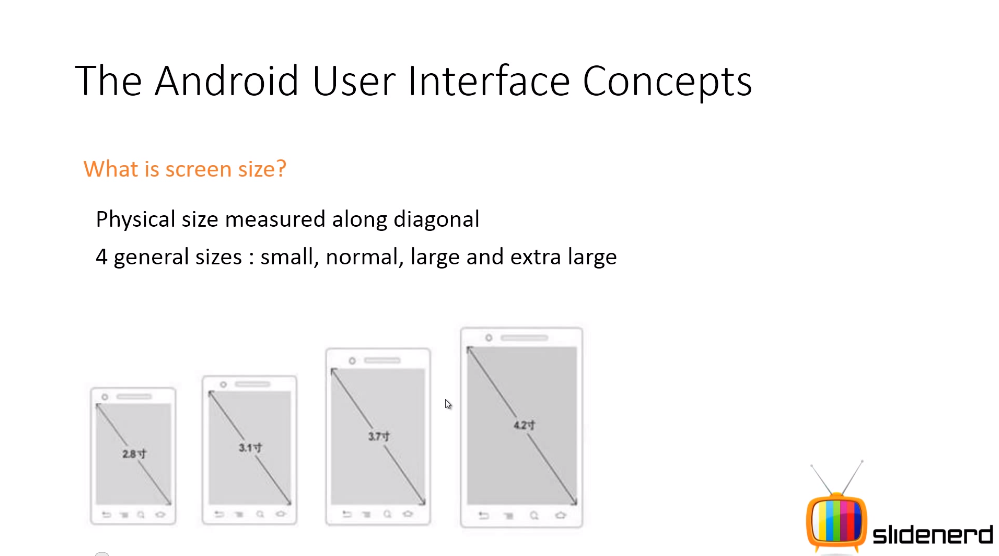 The Android User Interface Concepts
What is screen size?
Physical size measured along diagonal
4 general sizes : small, normal, large and extra large
2.8寸
3.1寸
3.7寸
4.2寸
slidenerd